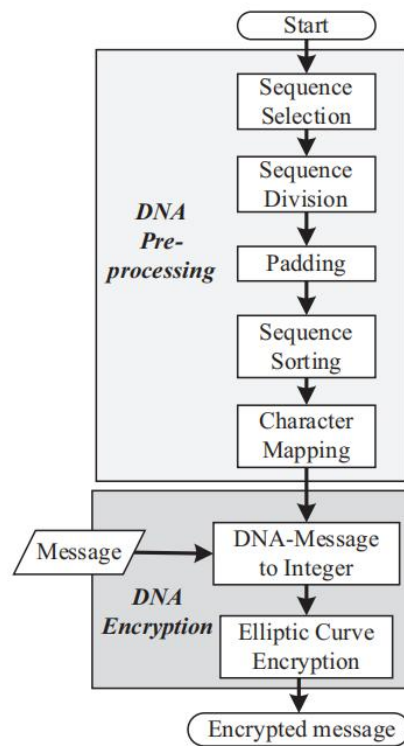 Start
DNA
Pre-
processing
Sequence
Selection
Sequence
Division
Padding
Sequence
Sorting
Character
Mapping
Message
DNA
Encryption
DNA-Message
to Integer
Elliptic Curve
Encryption
Encrypted message